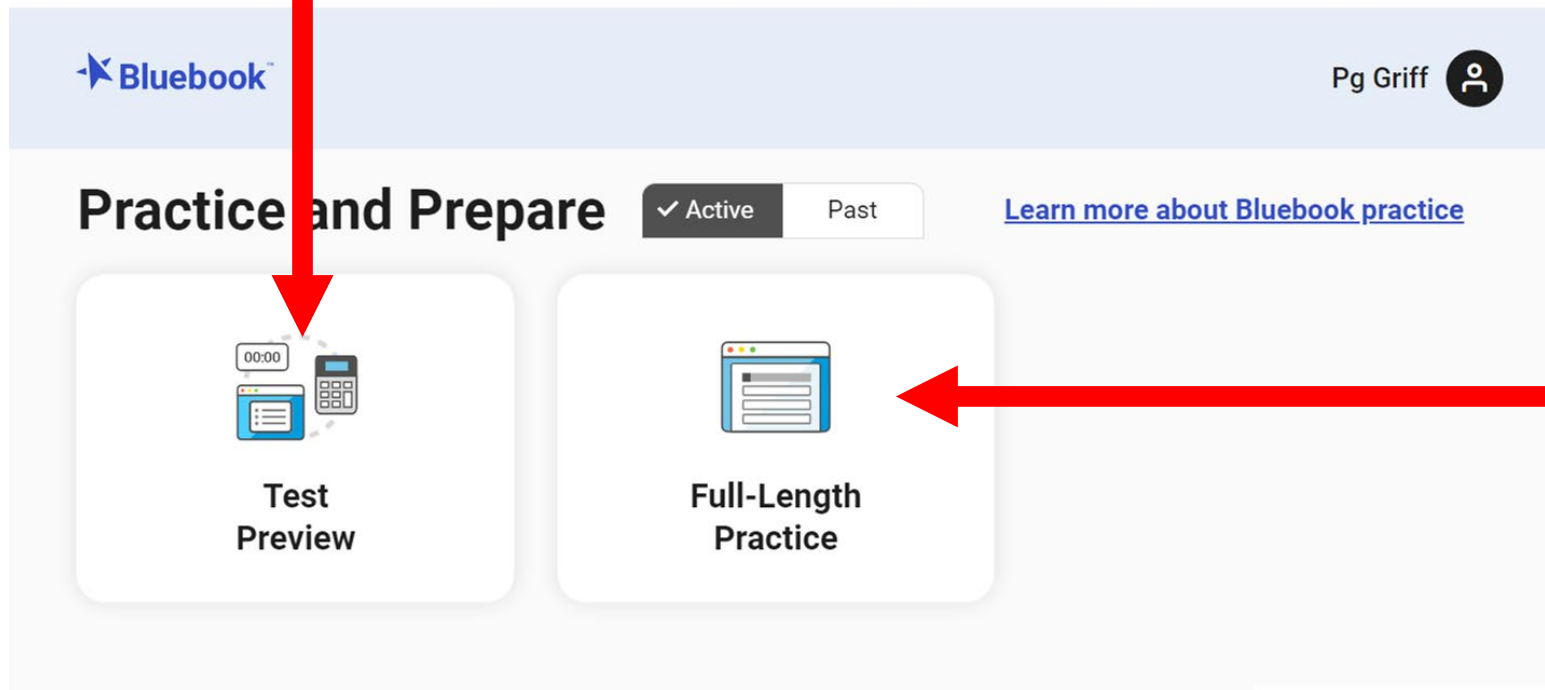 Bluebook™
Pg Griff
Practice and Prepare
Active
Past
Learn more about Bluebook practice
00:00
Test
Preview
Full-Length
Practice